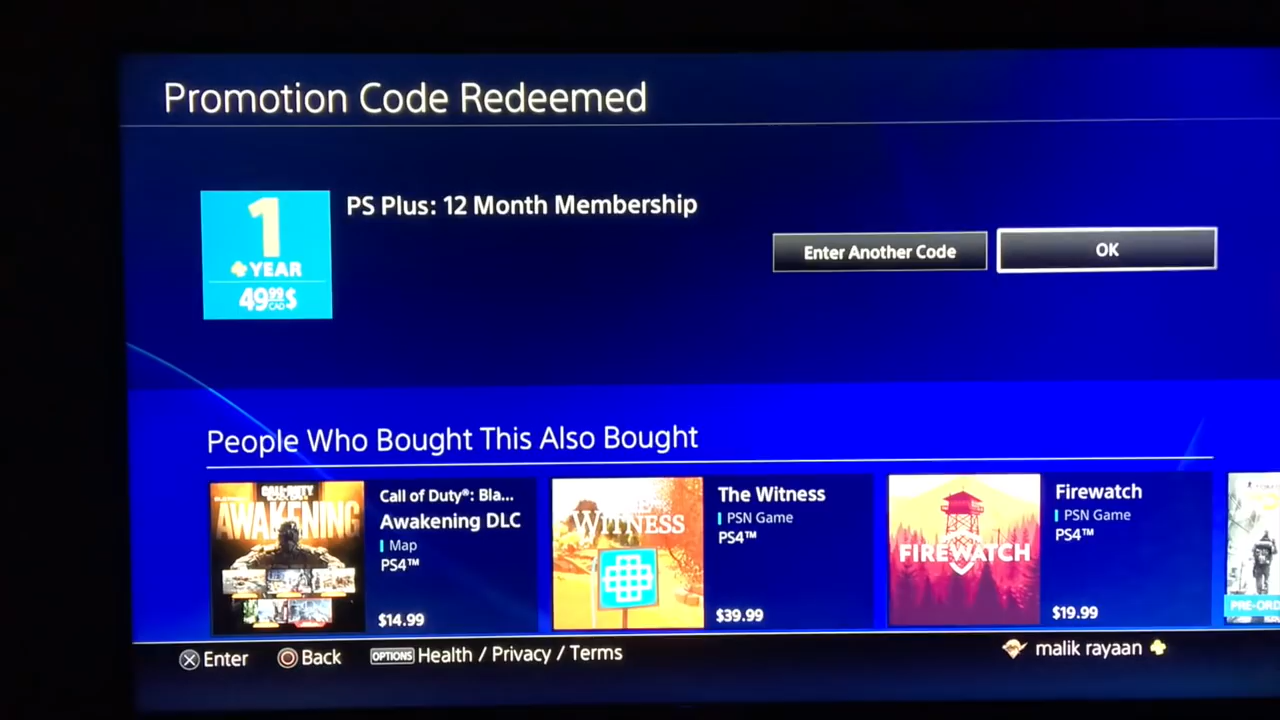 Promotion Code Redeemed
1
YEAR
49.99 CAD $
PS Plus: 12 Month Membership
Enter Another Code
OK
People Who Bought This Also Bought
CALL OF DUTY
AWAKENING
Call of Duty®: Bla...
Awakening DLC
Map
PS4™
$14.99
THE
WITNESS
The Witness
PSN Game
PS4™
$39.99
FIREWATCH
Firewatch
PSN Game
PS4™
$19.99
PRE-ORD
Enter
Back
OPTIONS Health / Privacy / Terms
malik rayaan